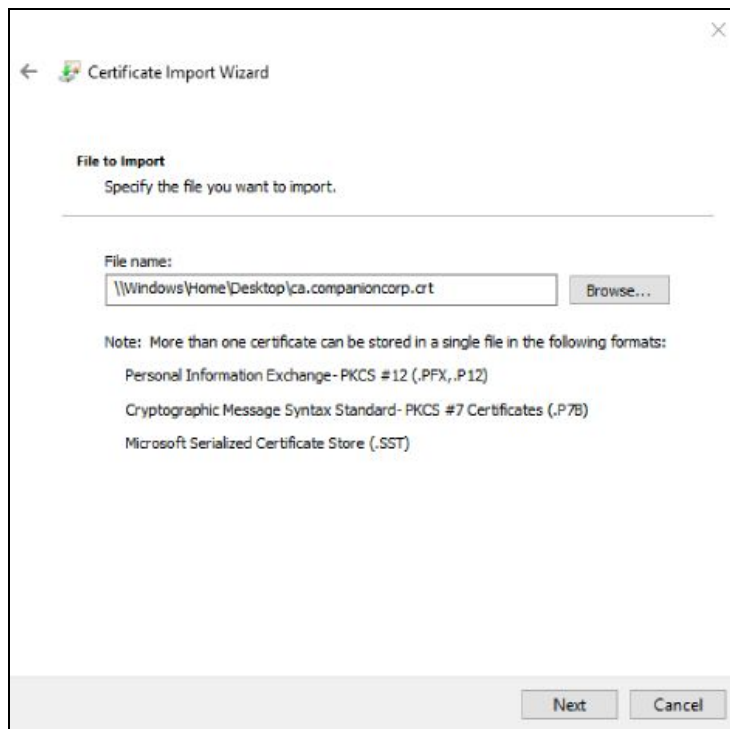 Certificate Import Wizard
File to Import
Specify the file you want to import.
File name:
\\Windows\Home\Desktop\ca.companioncorp.crt
Browse...
Note: More than one certificate can be stored in a single file in the following formats:
Personal Information Exchange- PKCS #12 (.PFX,.P12)
Cryptographic Message Syntax Standard- PKCS #7 Certificates (.P7B)
Microsoft Serialized Certificate Store (.SST)
Next
Cancel